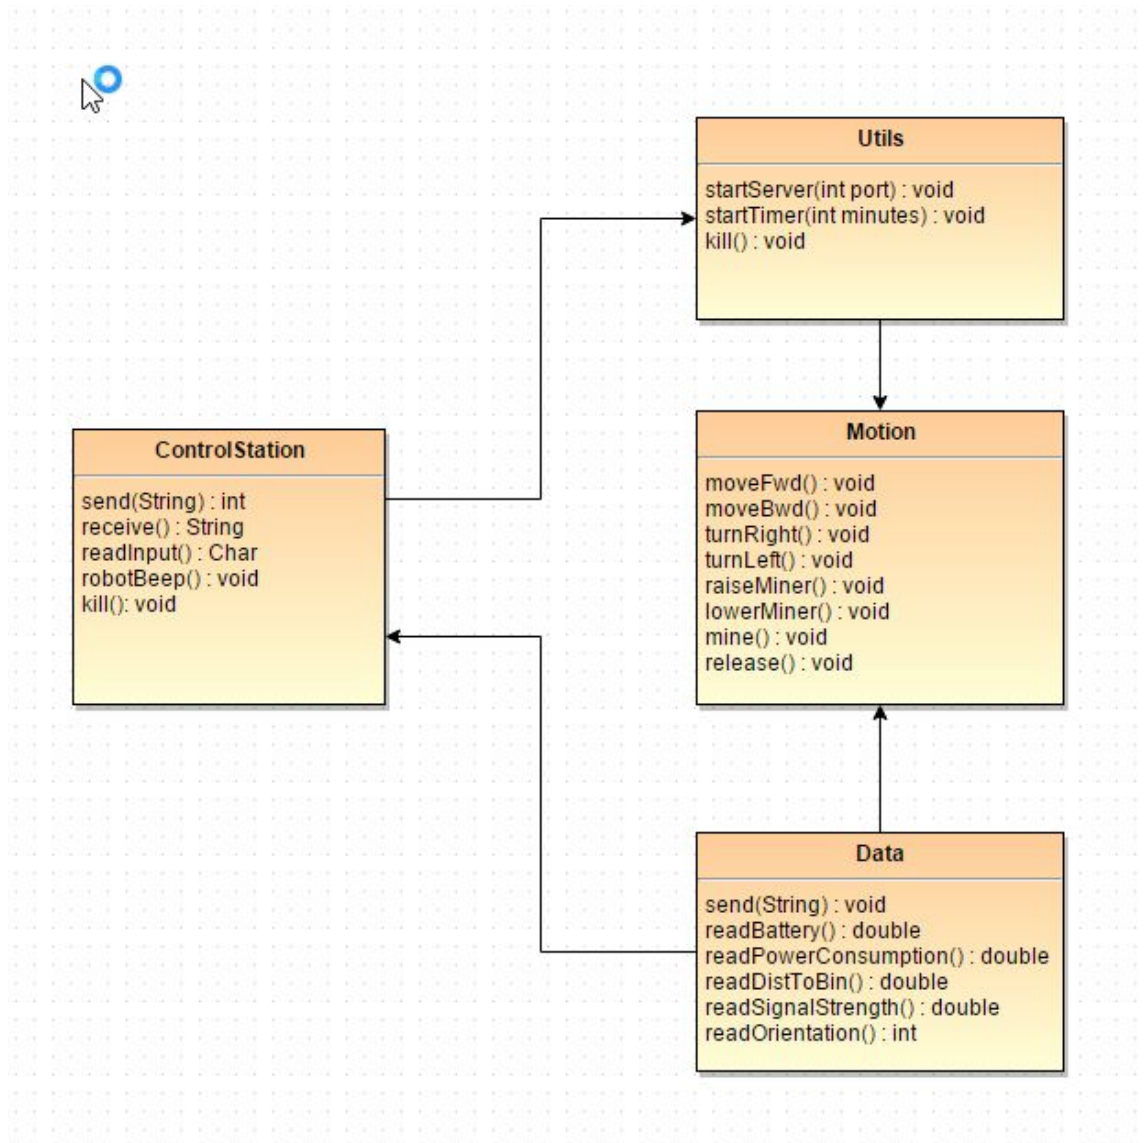 Utils
startServer(int port) : void
startTimer(int minutes) : void
kill() : void
ControlStation
send(String) : int
receive() : String
readInput() : Char
robotBeep() : void
kill(): void
Motion
moveFwd() : void
moveBwd() : void
turnRight() : void
turnLeft() : void
raiseMiner() : void
lowerMiner() : void
mine() : void
release() : void
Data
send(String) : void
readBattery() : double
readPowerConsumption() : double
readDistToBin() : double
readSignalStrength() : double
readOrientation() : int